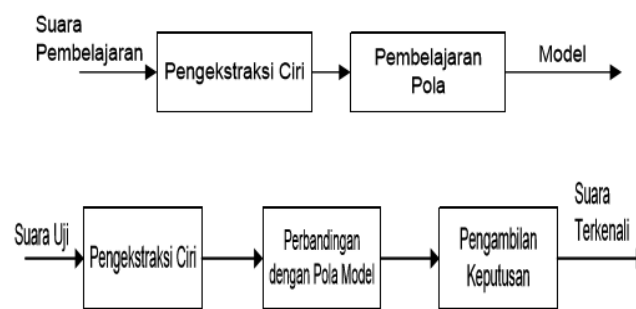 Suara
Pembelajaran
Pengekstraksi Ciri
Pembelajaran
Pola
Model
Suara Uji
Pengekstraksi Ciri
Perbandingan
dengan Pola Model
Pengambilan
Keputusan
Suara
Terkenali